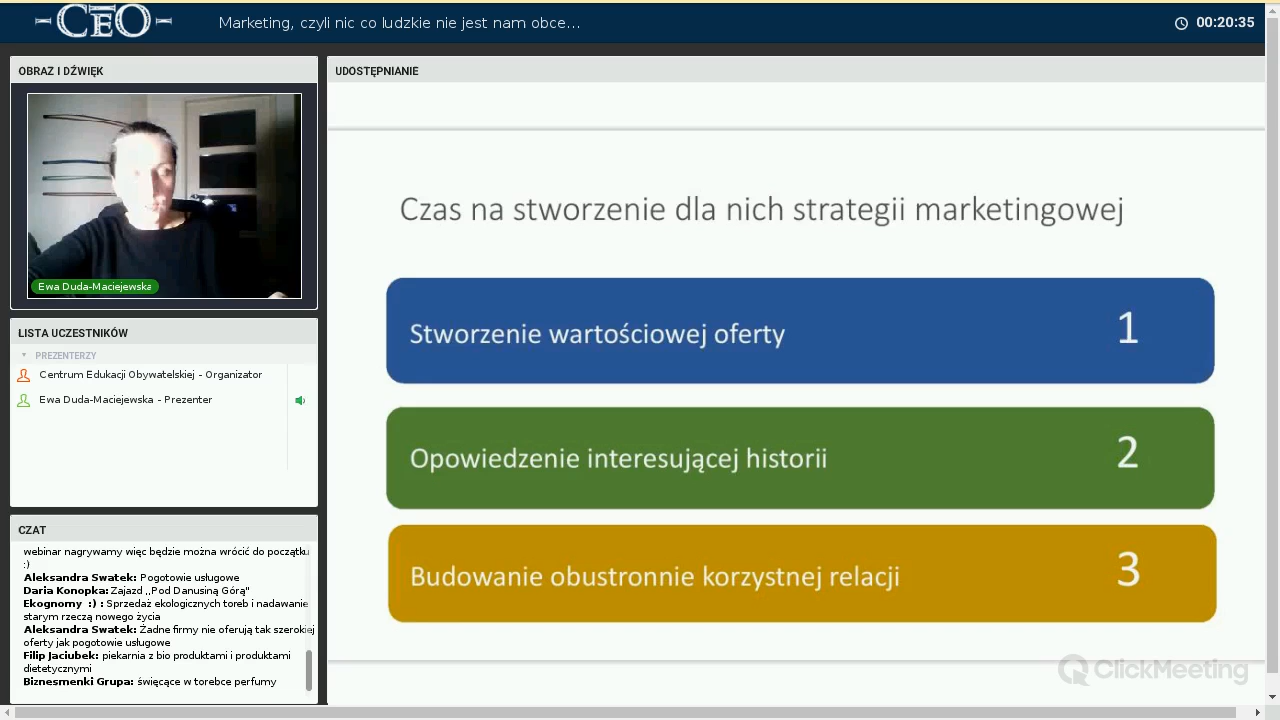 CEO
Marketing, czyli nic co ludzkie nie jest nam obce...
00:20:35
OBRAZ I DŹWIĘK
Ewa Duda-Maciejewska
LISTA UCZESTNIKÓW
PREZENTERZY
Centrum Edukacji Obywatelskiej - Organizator
Ewa Duda-Maciejewska - Prezenter
CZAT
webinar nagrywamy więc będzie można wrócić do początku
:)
Aleksandra Swatek: Pogotowie usługowe
Daria Konopka: Zajazd ,,Pod Danusiną Górą"
Ekognomy :) : Sprzedaż ekologicznych toreb i nadawanie
starym rzeczą nowego życia
Aleksandra Swatek: Żadne firmy nie oferują tak szerokiej
oferty jak pogotowie usługowe
Filip Jaciubek: piekarnia z bio produktami i produktami
dietetycznymi
Biznesmenki Grupa: święcące w torebce perfumy
UDOSTĘPNIANIE
Czas na stworzenie dla nich strategii marketingowej
Stworzenie wartościowej oferty 1
Opowiedzenie interesującej historii 2
Budowanie obustronnie korzystnej relacji 3
ClickMeeting